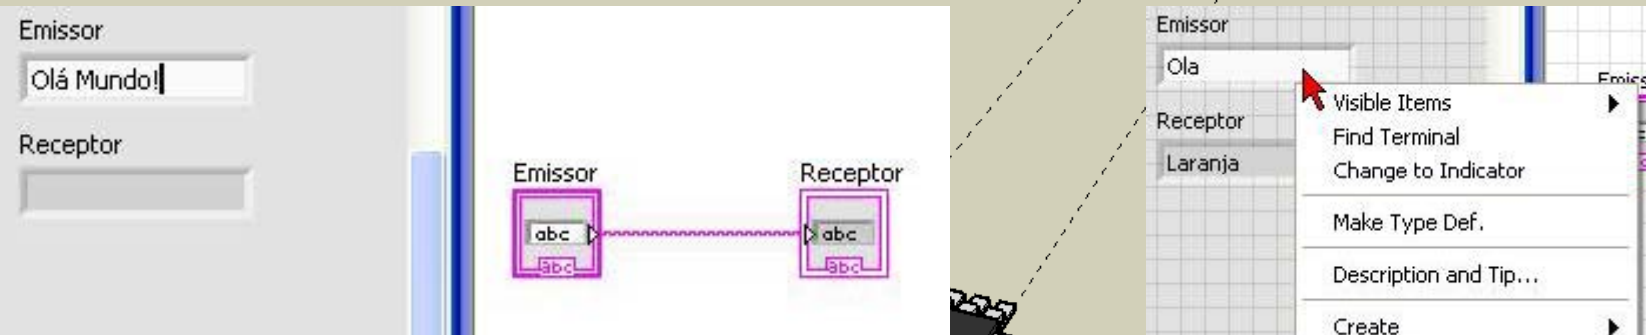 Emissor
Olá Mundo!
Receptor
Emissor
Receptor
abc
abc
abc
abc
Emissor
Ola
Receptor
Laranja
Visible Items
Find Terminal
Change to Indicator
Make Type Def.
Description and Tip...
Create